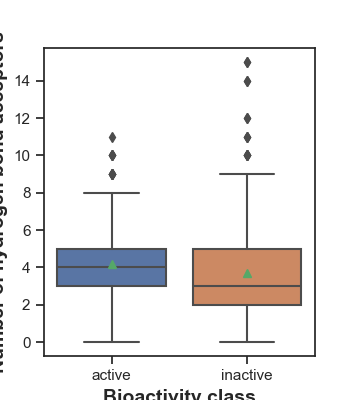 Number of hydrogen bond acceptors
14
12
10
8
6
4
2
0
active inactive
Bioactivity class